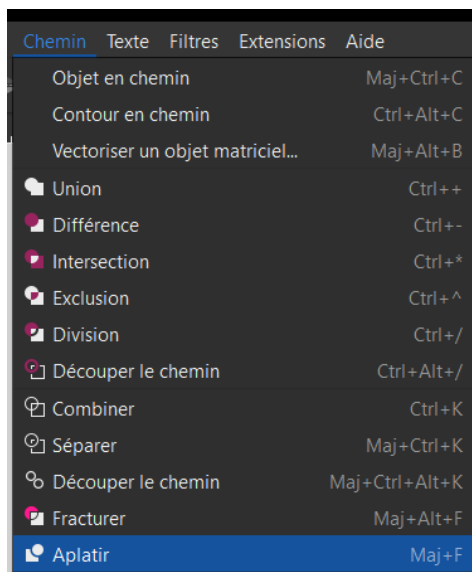 Chemin Texte Filtres Extensions Aide
Objet en chemin Maj+Ctrl+C
Contour en chemin Ctrl+Alt+C
Vectoriser un objet matriciel... Maj+Alt+B
Union Ctrl++
Différence Ctrl+-
Intersection Ctrl+*
Exclusion Ctrl+^
Division Ctrl+/
Découper le chemin Ctrl+Alt+/
Combiner Ctrl+K
Séparer Maj+Ctrl+K
Découper le chemin Maj+Ctrl+Alt+K
Fracturer Maj+Alt+F
Aplatir Maj+F